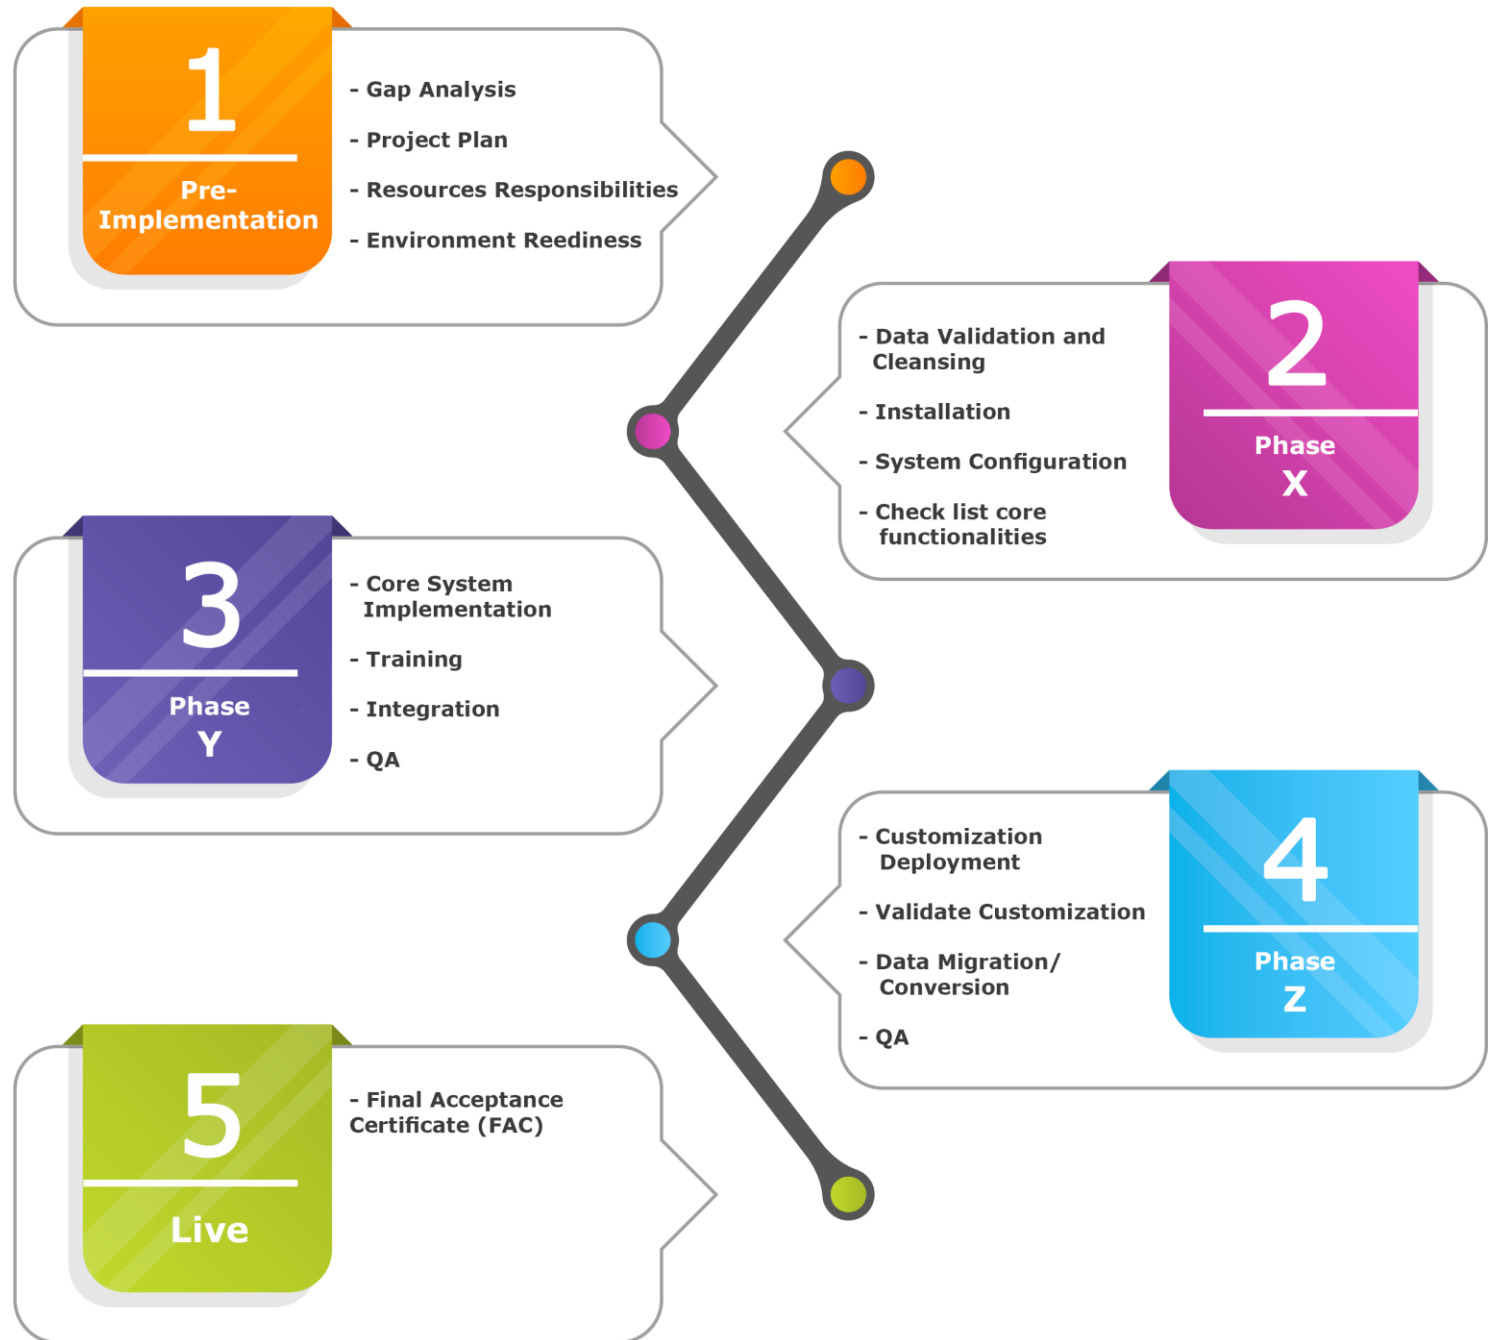 1
Pre-
Implementation
- Gap Analysis
- Project Plan
- Resources Responsibilities
- Environment Reediness
2
Phase
X
- Data Validation and
Cleansing
- Installation
- System Configuration
- Check list core
functionalities
3
Phase
Y
- Core System
Implementation
- Training
- Integration
- QA
4
Phase
Z
- Customization
Deployment
- Validate Customization
- Data Migration/
Conversion
- QA
5
Live
- Final Acceptance
Certificate (FAC)